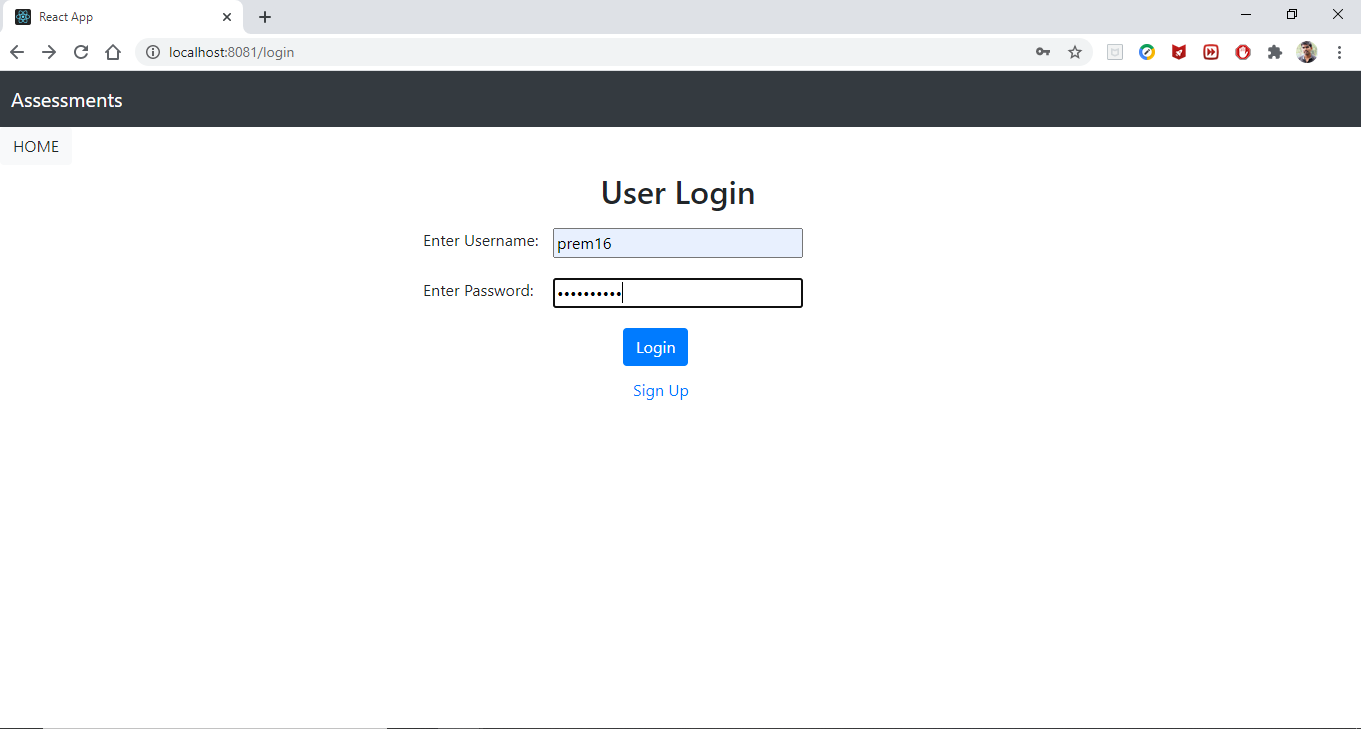 React App
localhost:8081/login
Assessments
HOME
User Login
Enter Username: prem16
Enter Password: ••••••••••
Login
Sign Up